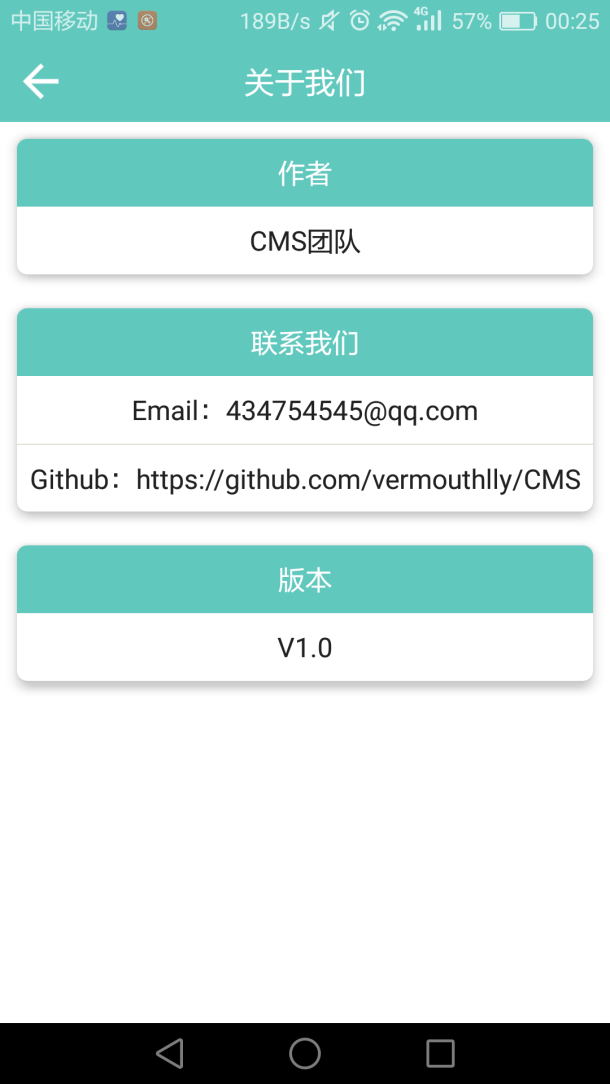 中国移动 189B/s 4G 57% 00:25
关于我们
作者
CMS团队
联系我们
Email：434754545@qq.com
Github：https://github.com/vermouthlly/CMS
版本
V1.0